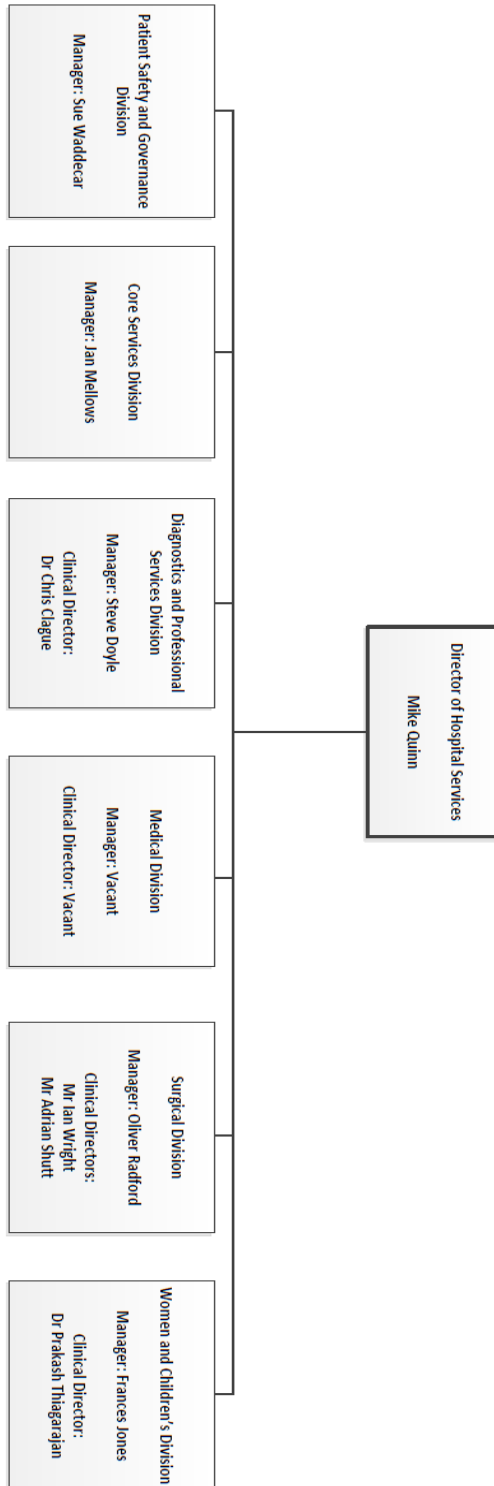 Director of Hospital Services
Mike Quinn
Patient Safety and Governance
Division
Manager: Sue Waddecar
Core Services Division
Manager: Jan Mellows
Diagnostics and Professional
Services Division
Manager: Steve Doyle
Clinical Director:
Dr Chris Clague
Medical Division
Manager: Vacant
Clinical Director: Vacant
Surgical Division
Manager: Oliver Radford
Clinical Directors:
Mr Ian Wright
Mr Adrian Shutt
Women and Children's Division
Manager: Frances Jones
Clinical Director:
Dr Prakash Thiagarajan